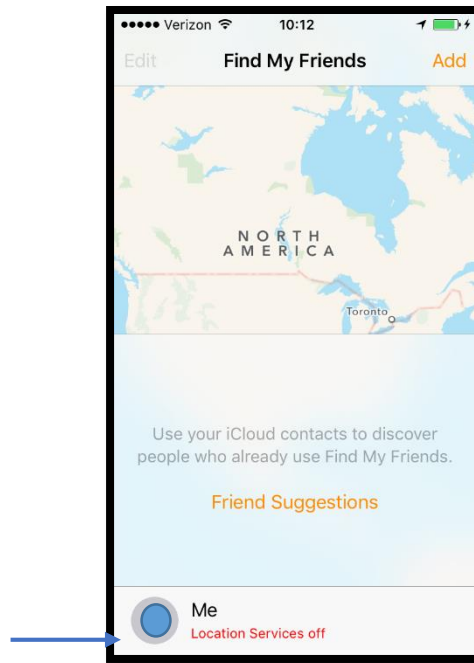 Verizon 10:12
Edit Find My Friends Add
NORTH
AMERICA
Toronto
Use your iCloud contacts to discover
people who already use Find My Friends.
Friend Suggestions
Me
Location Services off